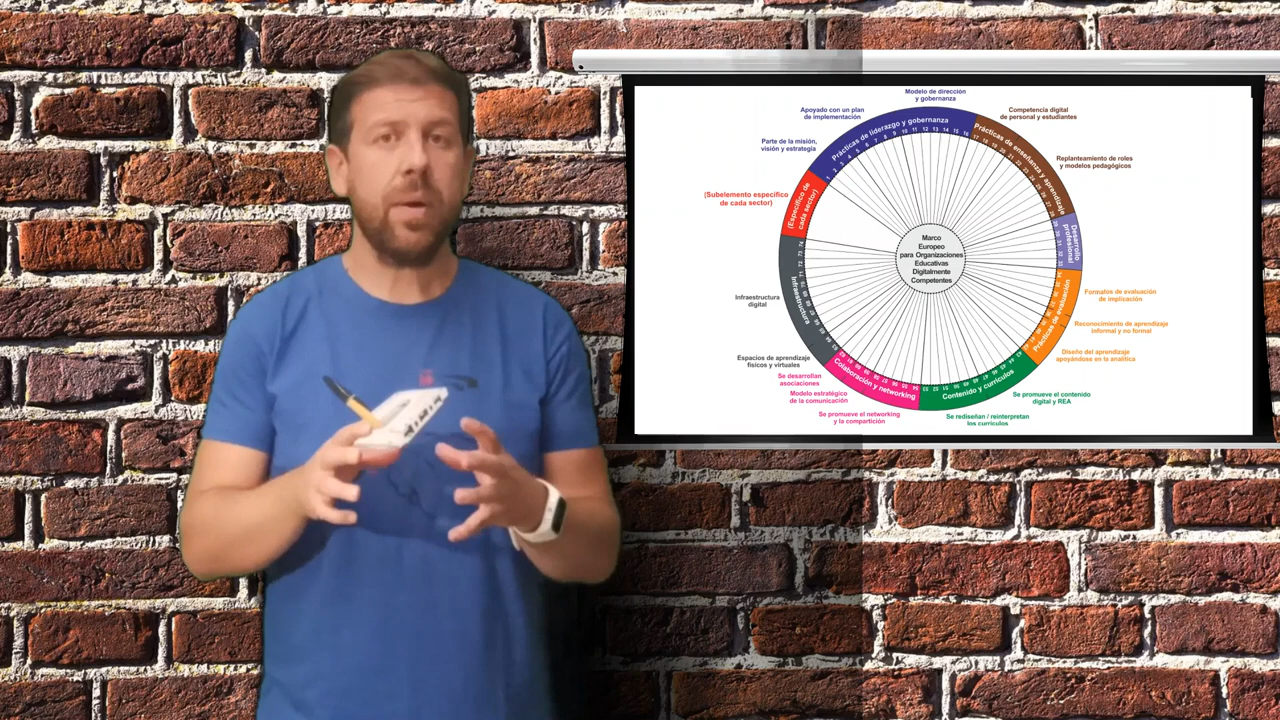 Modelo de dirección
y gobernanza
Apoyado con un plan
de implementación
Competencia digital
de personal y estudiantes
Parte de la misión,
visión y estrategia
Replanteamiento de roles
y modelos pedagógicos
(Subelemento específico
de cada sector)
Prácticas de liderazgo y gobernanza
Prácticas de enseñanza y aprendizaje
(Específico de
cada sector)
Desarrollo
profesional
Marco
Europeo
para Organizaciones
Educativas
Digitalmente
Competentes
Infraestructura
Prácticas de evaluación
Infraestructura
digital
Formatos de evaluación
de implicación
Reconocimiento de aprendizaje
informal y no formal
Diseño del aprendizaje
apoyándose en la analítica
Espacios de aprendizaje
físicos y virtuales
Colaboración y networking
Contenido y currículos
Se desarrollan
asociaciones
Modelo estratégico
de la comunicación
Se promueve el contenido
digital y REA
Se promueve el networking
y la compartición
Se rediseñan / reinterpretan
los currículos